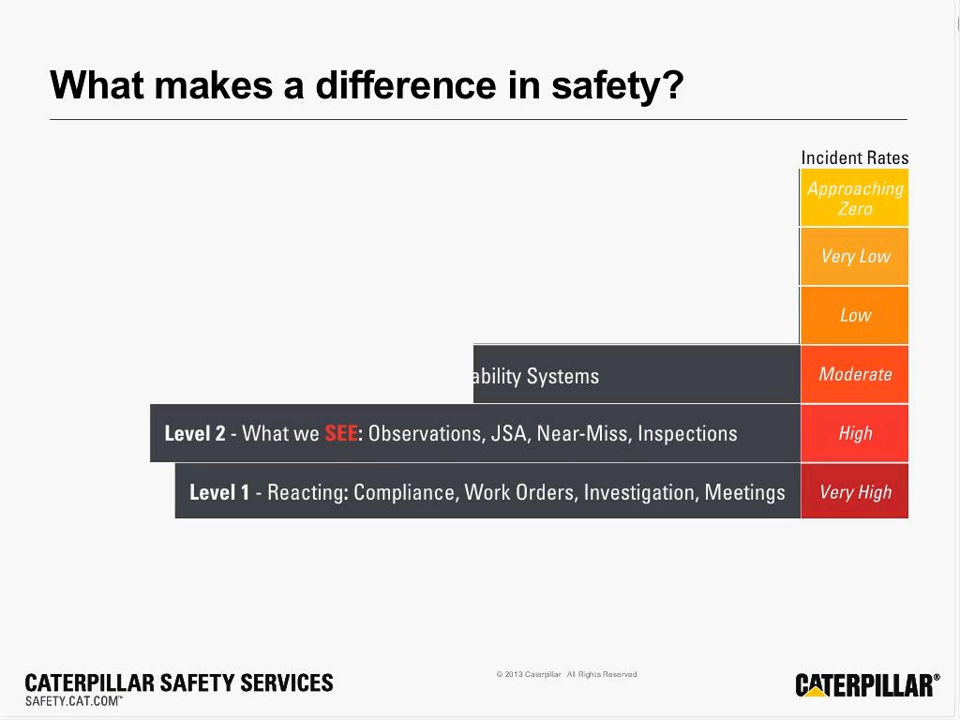 What makes a difference in safety?
Incident Rates
Approaching
Zero
Very Low
Low
ability Systems
Moderate
Level 2 - What we SEE: Observations, JSA, Near-Miss, Inspections
High
Level 1 - Reacting: Compliance, Work Orders, Investigation, Meetings
Very High
CATERPILLAR SAFETY SERVICES
SAFETY.CAT.COM™
© 2013 Caterpillar All Rights Reserved
CATERPILLAR®